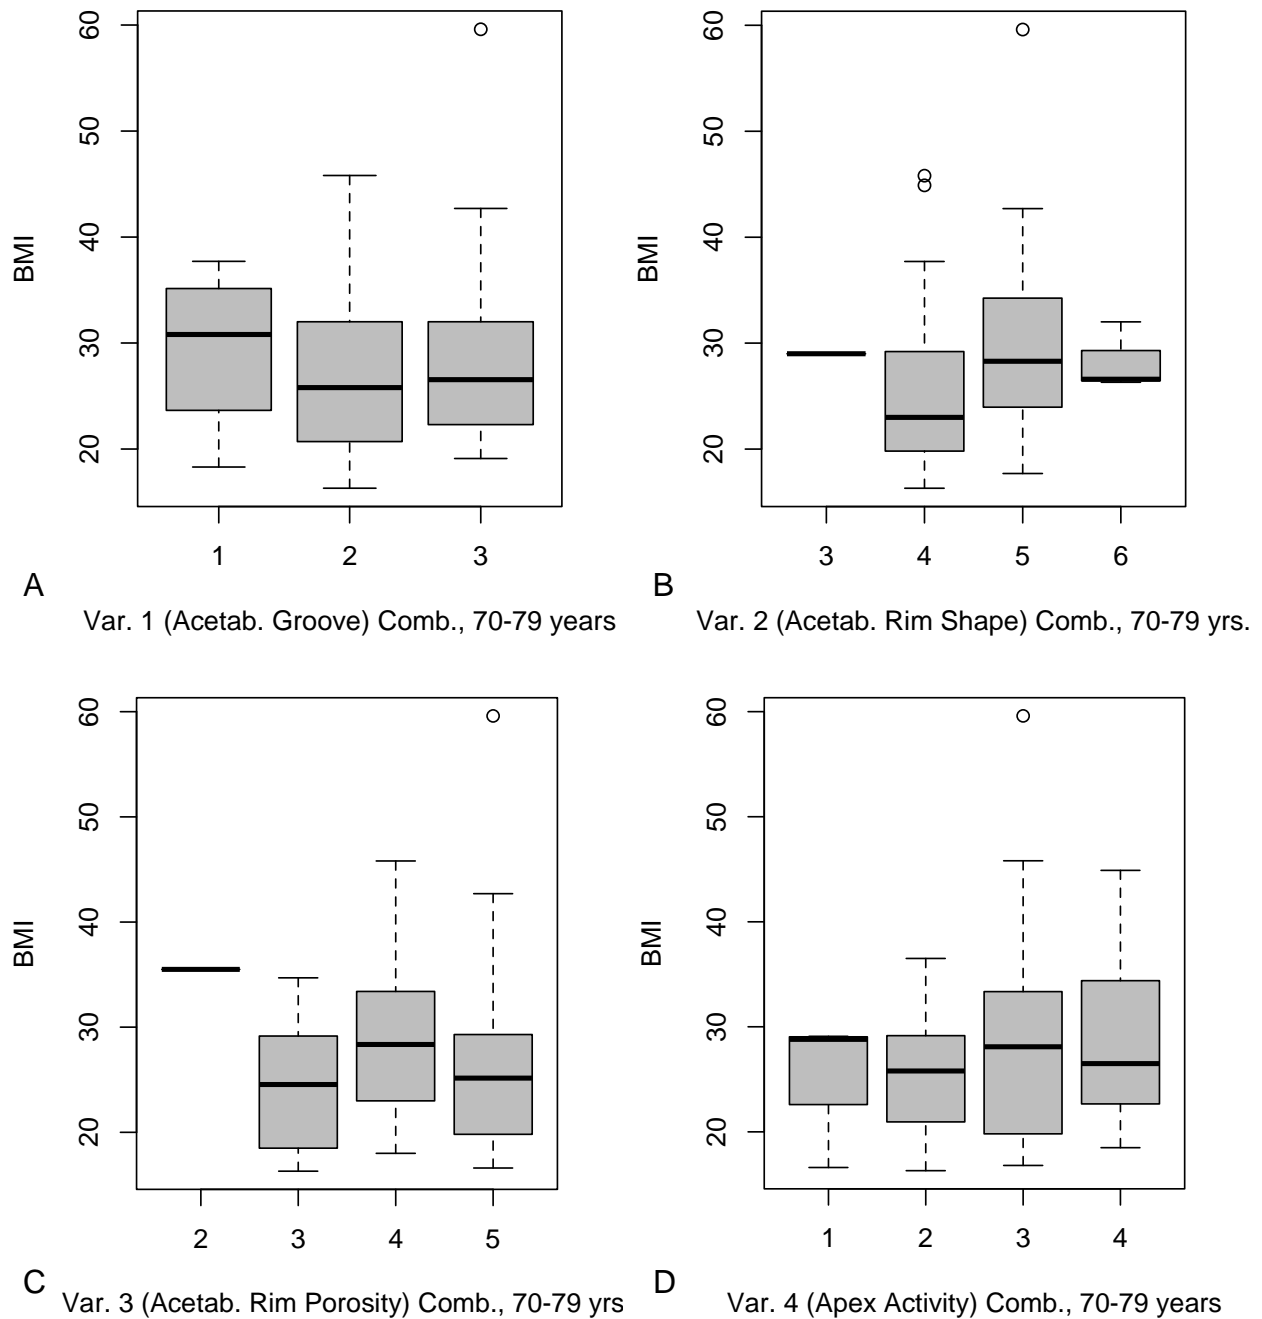 60
50
40
30
20
BMI
1 2 3
A
Var. 1 (Acetab. Groove) Comb., 70-79 years
60
50
40
30
20
BMI
3 4 5 6
B
Var. 2 (Acetab. Rim Shape) Comb., 70-79 yrs.
60
50
40
30
20
BMI
2 3 4 5
C
Var. 3 (Acetab. Rim Porosity) Comb., 70-79 yrs
60
50
40
30
20
BMI
1 2 3 4
D
Var. 4 (Apex Activity) Comb., 70-79 years